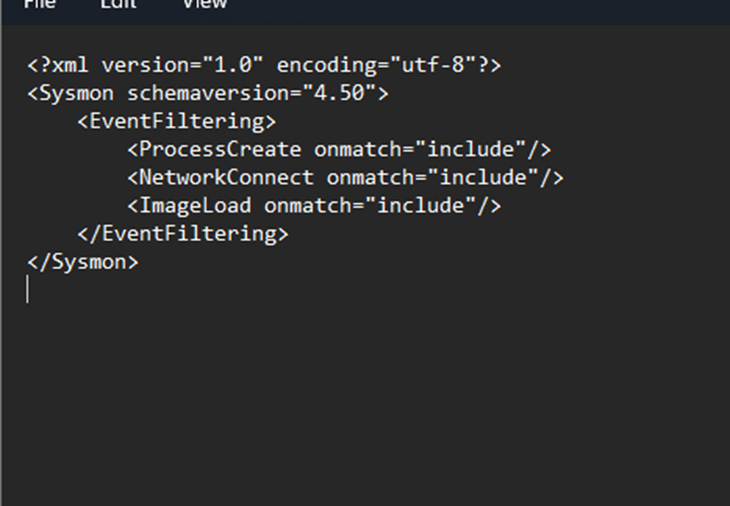 File Edit View
<?xml version="1.0" encoding="utf-8"?>
<Sysmon schemaversion="4.50">
    <EventFiltering>
        <ProcessCreate onmatch="include"/>
        <NetworkConnect onmatch="include"/>
        <ImageLoad onmatch="include"/>
    </EventFiltering>
</Sysmon>